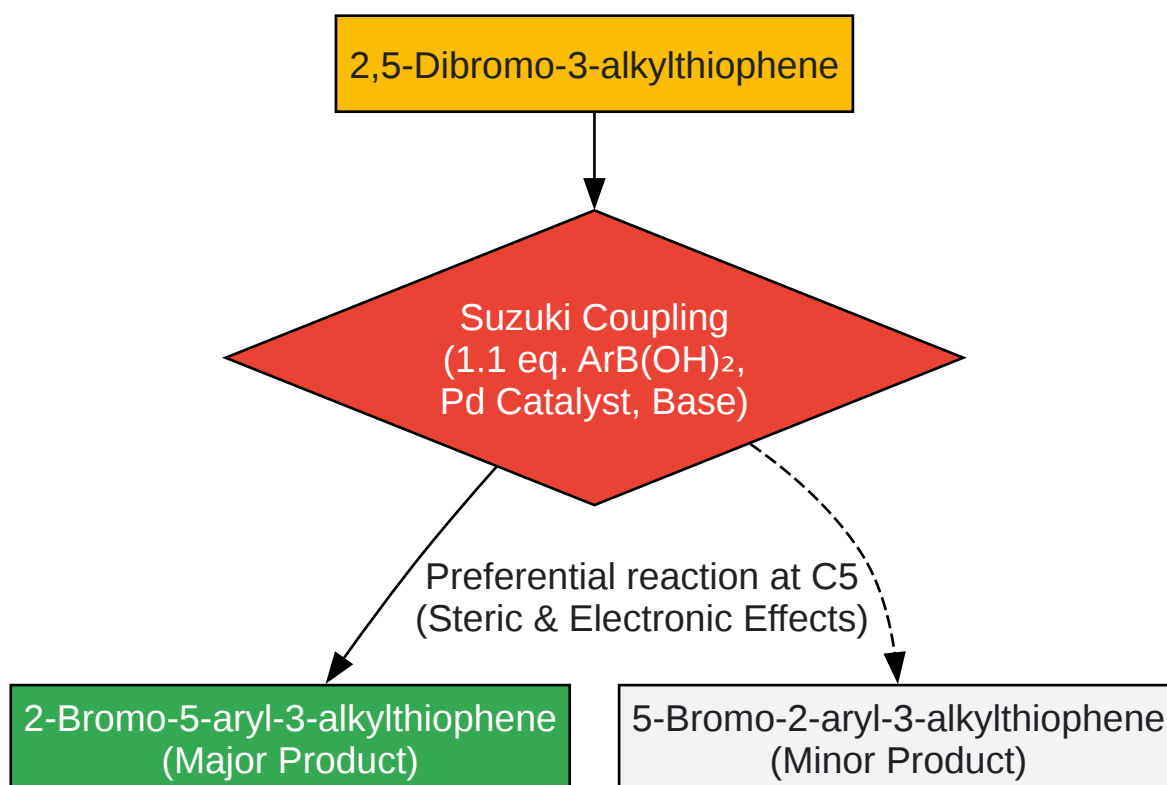 2,5-Dibromo-3-alkylthiophene
Suzuki Coupling
(1.1 eq. ArB(OH)₂,
Pd Catalyst, Base)
Preferential reaction at C5
(Steric & Electronic Effects)
2-Bromo-5-aryl-3-alkylthiophene
(Major Product)
5-Bromo-2-aryl-3-alkylthiophene
(Minor Product)